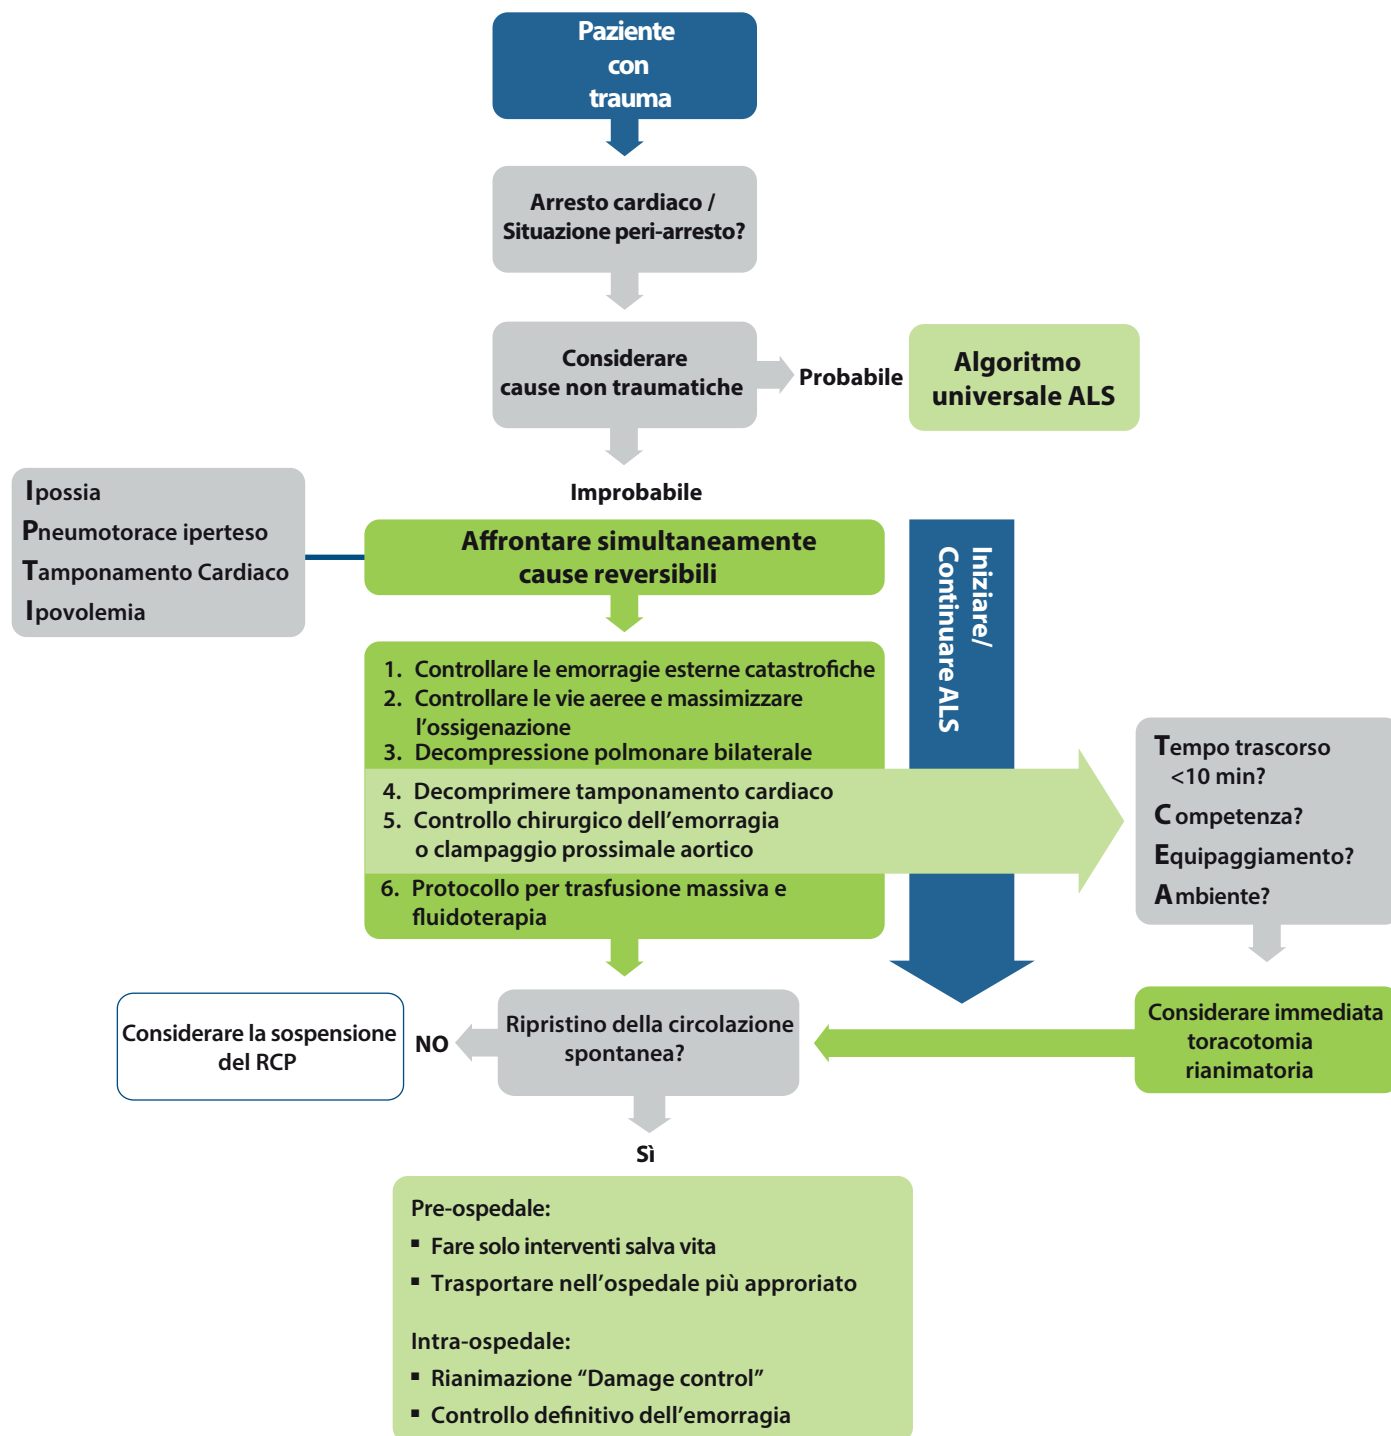 Paziente
con
trauma
Arresto cardiaco /
Situazione peri-arresto?
Considerare
cause non traumatiche
Probabile
Algoritmo
universale ALS
Improbabile
Ipossia
Pneumotorace iperteso
Tamponamento Cardiaco
Ipovolemia
Affrontare simultaneamente
cause reversibili
Iniziare/
Continuare ALS
1. Controllare le emorragie esterne catastrofiche
2. Controllare le vie aeree e massimizzare
l'ossigenazione
3. Decompressione polmonare bilaterale
4. Decomprimere tamponamento cardiaco
5. Controllo chirurgico dell'emorragia
o clampaggio prossimale aortico
6. Protocollo per trasfusione massiva e
fluidoterapia
Tempo trascorso
<10 min?
Competenza?
Equipaggiamento?
Ambiente?
Considerare immediata
toracotomia
rianimatoria
Ripristino della circolazione
spontanea?
NO
Considerare la sospensione
del RCP
Sì
Pre-ospedale:
▪ Fare solo interventi salva vita
▪ Trasportare nell'ospedale più approriato
Intra-ospedale:
▪ Rianimazione “Damage control”
▪ Controllo definitivo dell'emorragia